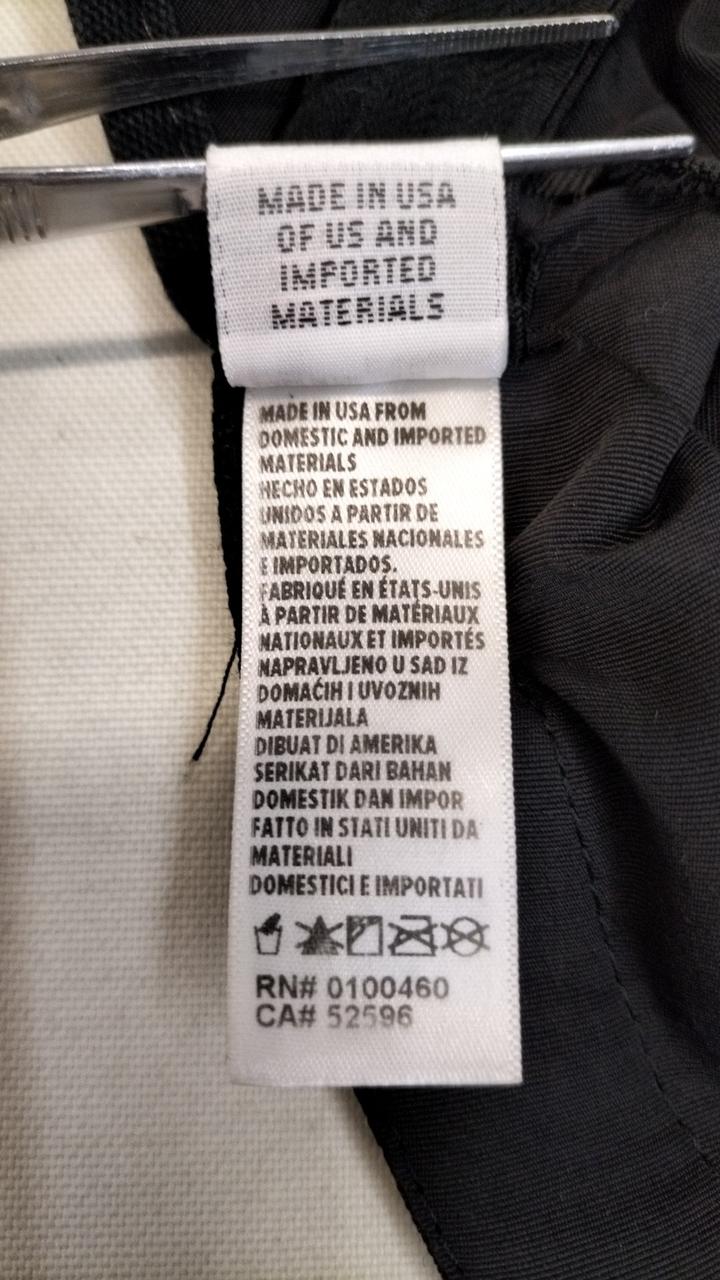 MADE IN USA
OF US AND
IMPORTED
MATERIALS
MADE IN USA FROM
DOMESTIC AND IMPORTED
MATERIALS
HECHO EN ESTADOS
UNIDOS A PARTIR DE
MATERIALES NACIONALES
E IMPORTADOS.
FABRIQUÉ EN ÉTATS-UNIS
À PARTIR DE MATÉRIAUX
NATIONAUX ET IMPORTÉS
NAPRAVLJENO U SAD IZ
DOMAĆIH I UVOZNIH
MATERIJALA
DIBUAT DI AMERIKA
SERIKAT DARI BAHAN
DOMESTIK DAN IMPOR
FATTO IN STATI UNITI DA
MATERIALI
DOMESTICI E IMPORTATI
RN# 0100460
CA# 52596